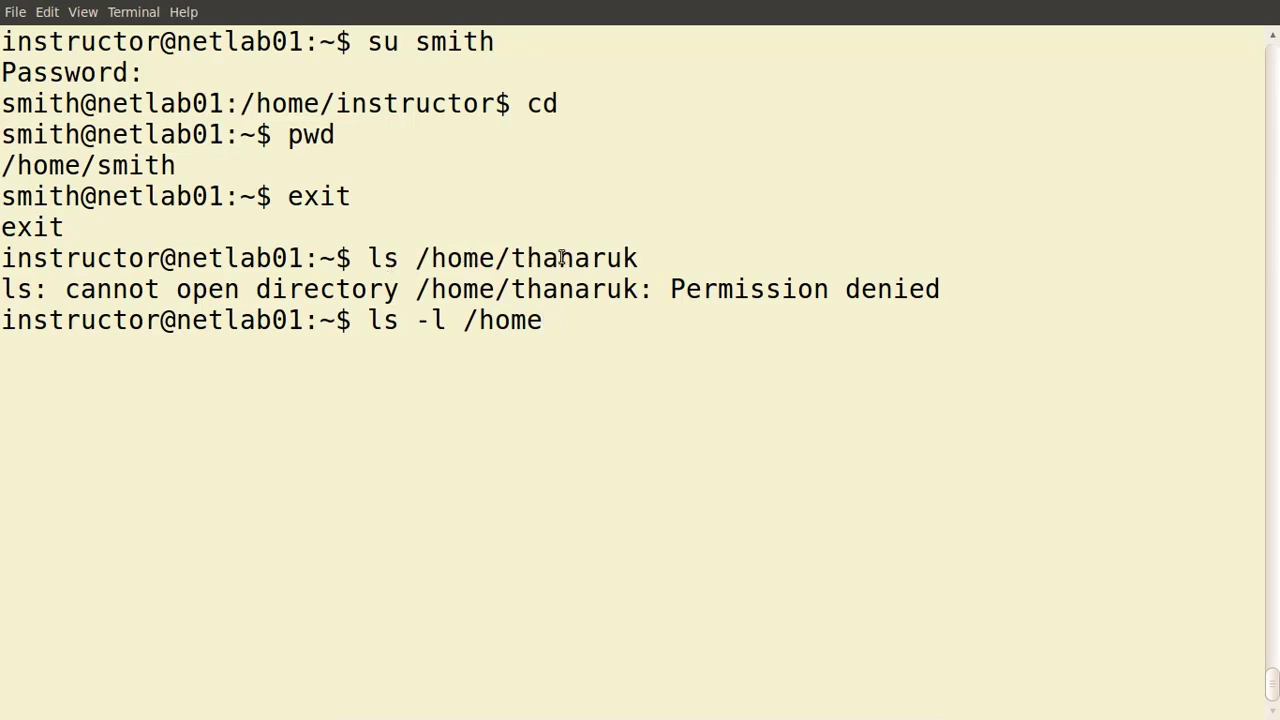 File Edit View Terminal Help
instructor@netlab01:~$ su smith
Password:
smith@netlab01:/home/instructor$ cd
smith@netlab01:~$ pwd
/home/smith
smith@netlab01:~$ exit
exit
instructor@netlab01:~$ ls /home/thanaruk
ls: cannot open directory /home/thanaruk: Permission denied
instructor@netlab01:~$ ls -l /home